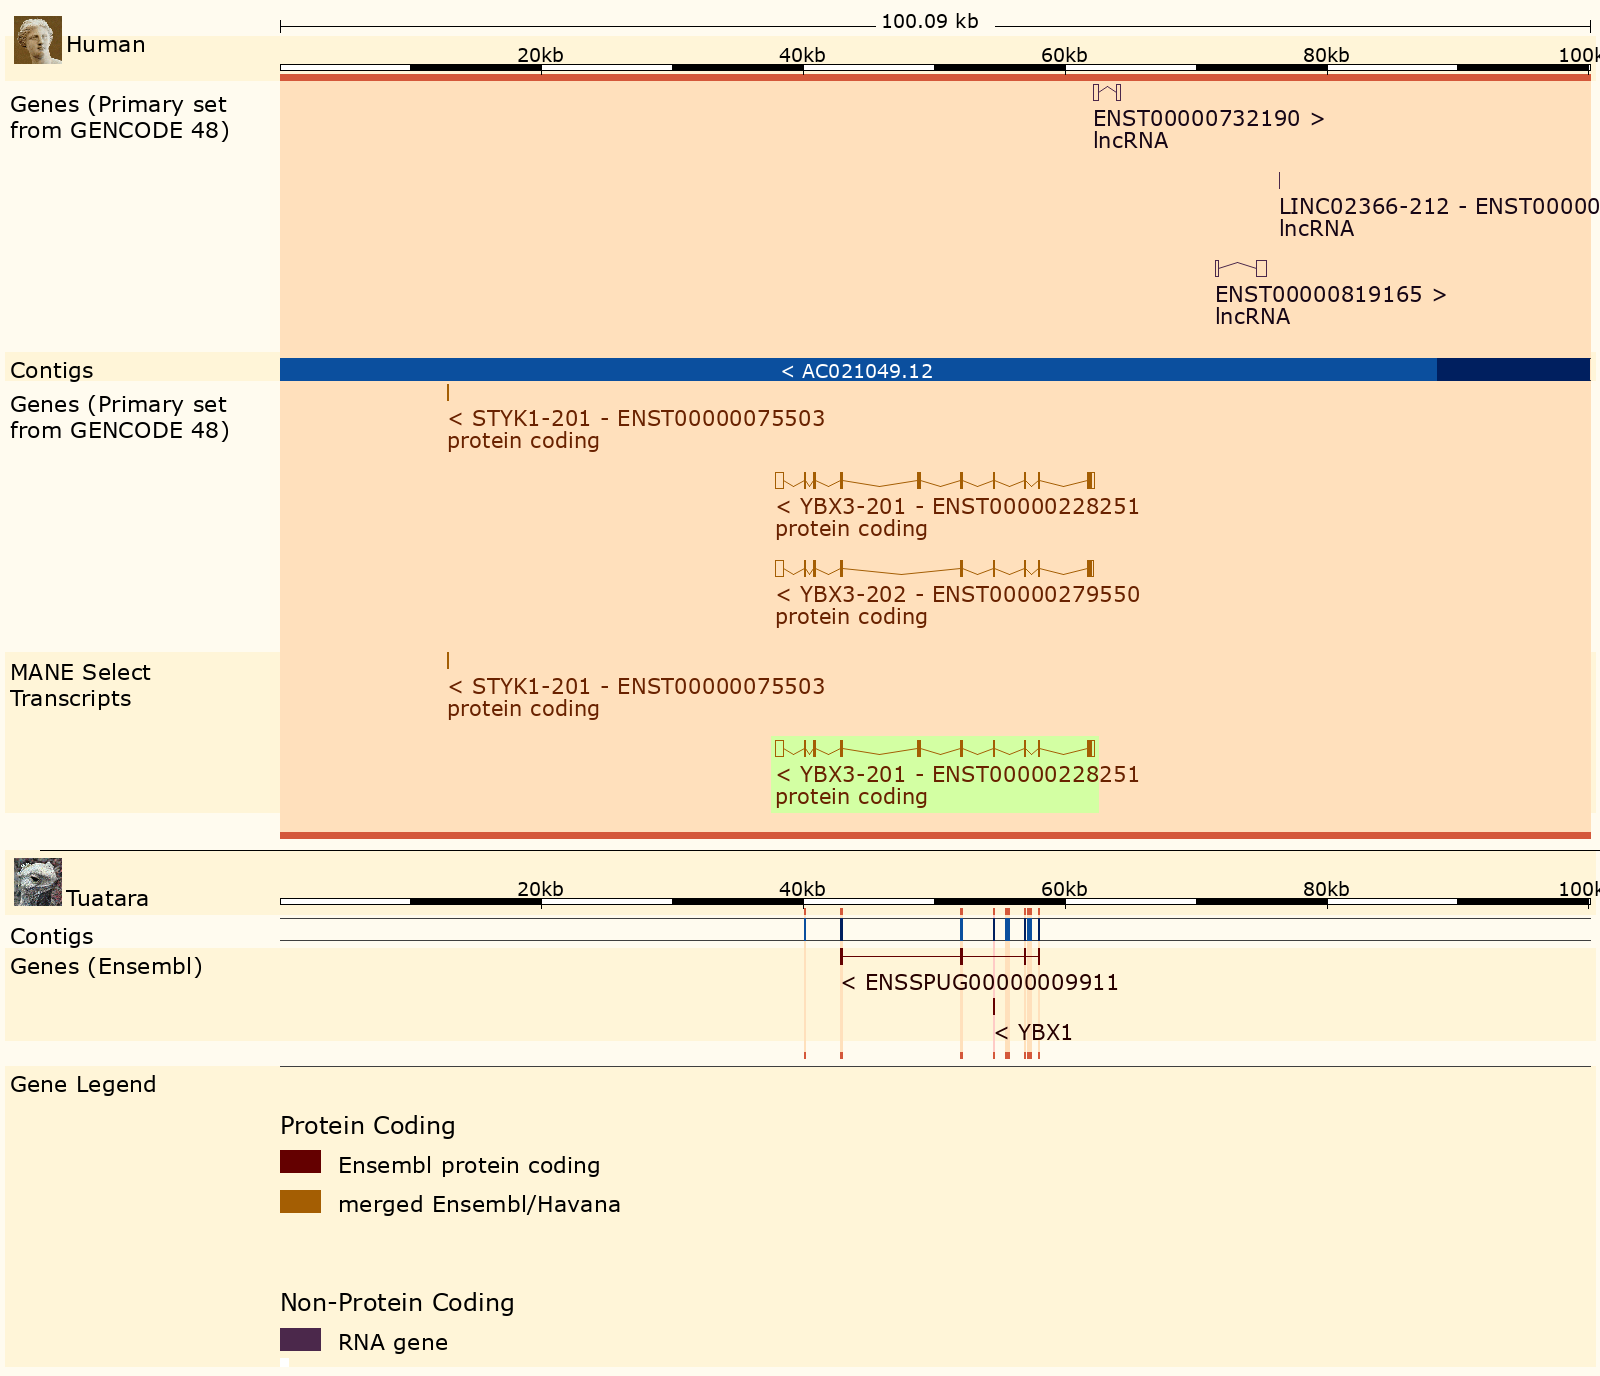 100.09 kb
Human
20kb 40kb 60kb 80kb 100k
Genes (Primary set
from GENCODE 48)
ENST00000732190 >
lncRNA
LINC02366-212 - ENST00000
lncRNA
ENST00000819165 >
lncRNA
Contigs
< AC021049.12
Genes (Primary set
from GENCODE 48)
< STYK1-201 - ENST00000075503
protein coding
< YBX3-201 - ENST00000228251
protein coding
< YBX3-202 - ENST00000279550
protein coding
MANE Select
Transcripts
< STYK1-201 - ENST00000075503
protein coding
< YBX3-201 - ENST00000228251
protein coding
Tuatara
20kb 40kb 60kb 80kb 100k
Contigs
Genes (Ensembl)
< ENSSPUG00000009911
< YBX1
Gene Legend
Protein Coding
Ensembl protein coding
merged Ensembl/Havana
Non-Protein Coding
RNA gene